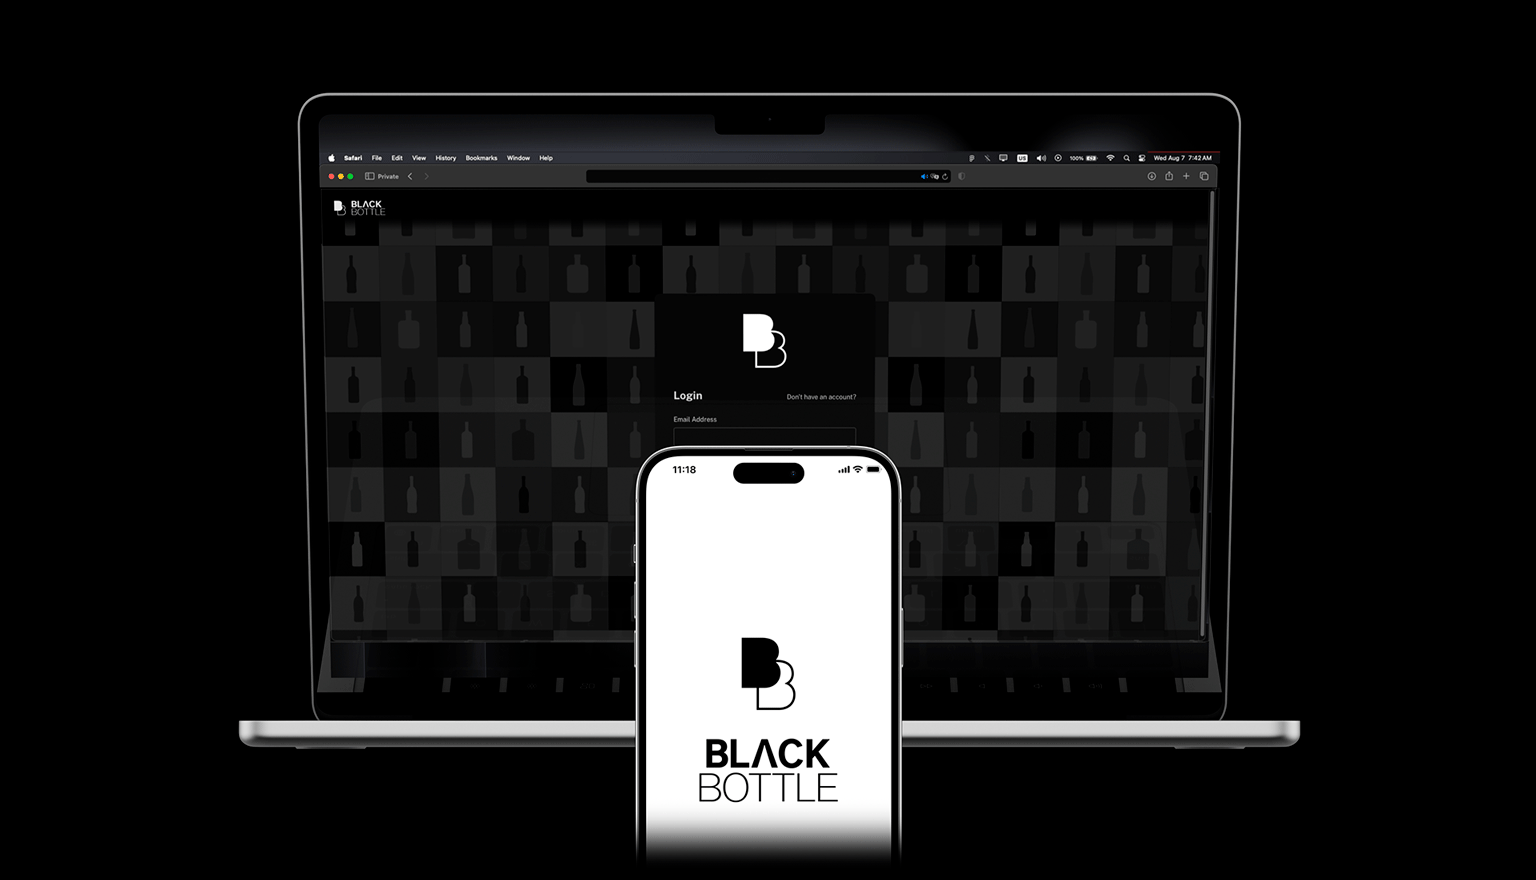 Safari File Edit View History Bookmarks Window Help
US 100% Wed Aug 7 7:42 AM
Private
BLACK
BOTTLE
Login Don't have an account?
Email Address
11:18
BLACK
BOTTLE